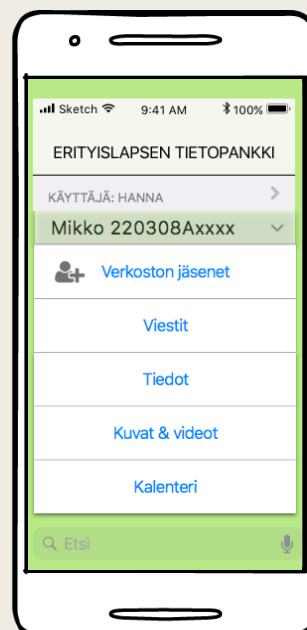 Sketch 9:41 AM 100%
ERITYISLAPSEN TIETOPANKKI
KÄYTTÄJÄ: HANNA
Mikko 220308Axxxx
Verkoston jäsenet
Viestit
Tiedot
Kuvat & videot
Kalenteri
Etsi